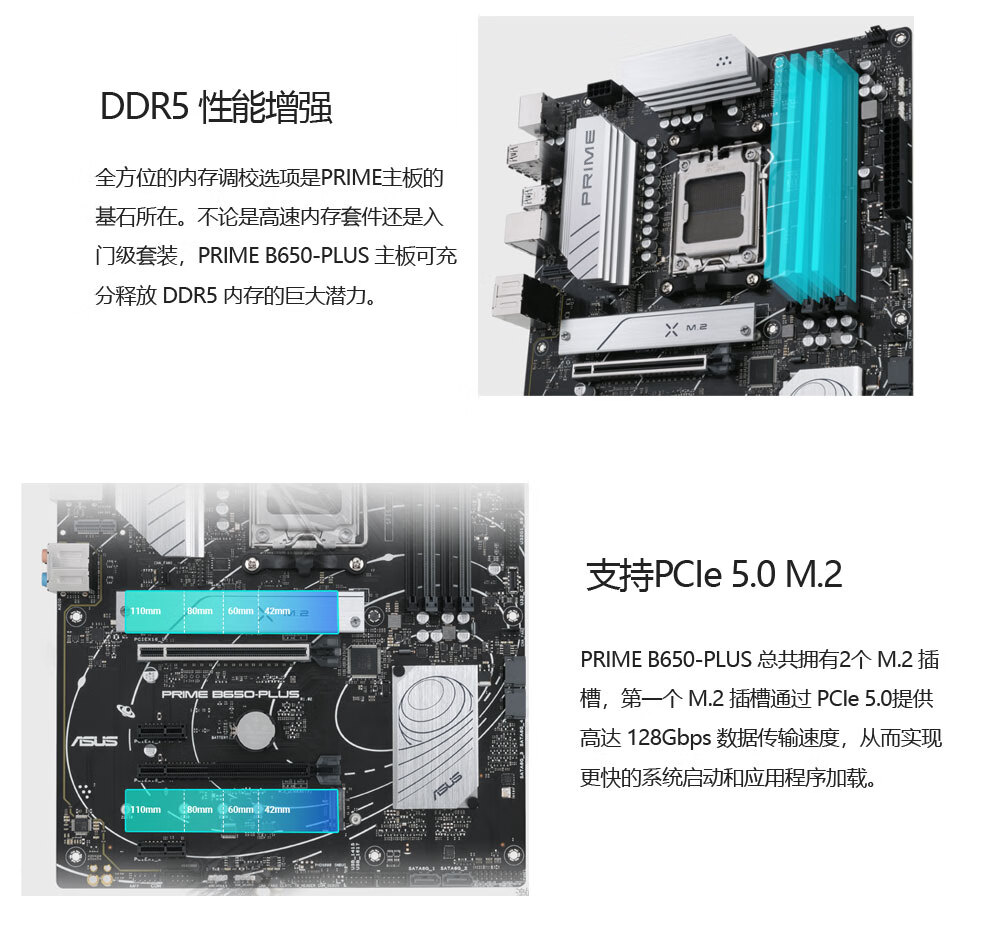 DDR5 性能增强
全方位的内存调校选项是PRIME主板的
基石所在。不论是高速内存套件还是入
门级套装，PRIME B650-PLUS 主板可充
分释放 DDR5 内存的巨大潜力。
PRIME
M.2
110mm 80mm 60mm 42mm
M.2
PCIEX16_1
PRIME B650-PLUS
BATTERY
ASUS
ASUS
110mm 80mm 60mm 42mm
SATA6G_1 SATA6G_2
支持PCIe 5.0 M.2
PRIME B650-PLUS 总共拥有2个 M.2 插
槽，第一个 M.2 插槽通过 PCIe 5.0提供
高达 128Gbps 数据传输速度，从而实现
更快的系统启动和应用程序加载。